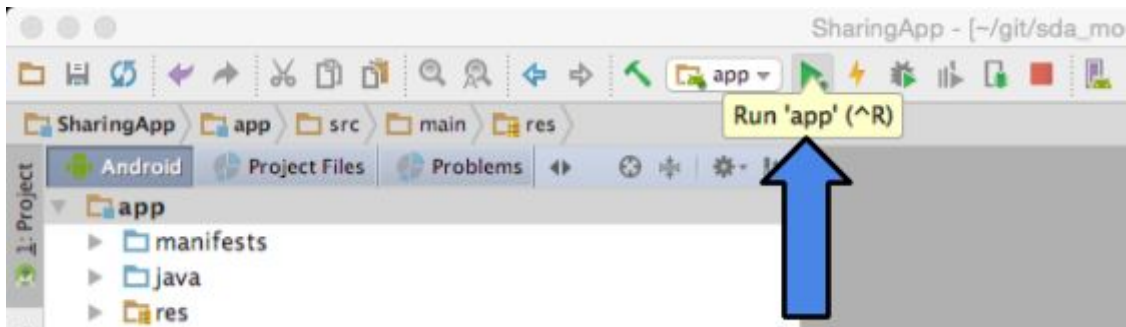 SharingApp - [~/git/sda_mo
app
Run 'app' (^R)
SharingApp app src main res
Android Project Files Problems
1: Project
app
manifests
java
res